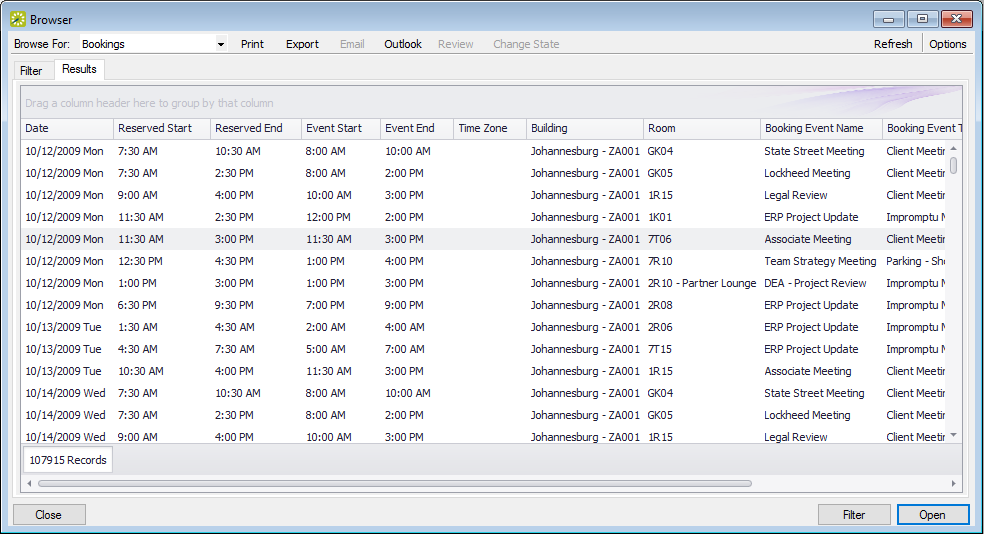 Browser
Browse For: Bookings Print Export Email Outlook Review Change State Refresh Options
Filter Results
Drag a column header here to group by that column
Date Reserved Start Reserved End Event Start Event End Time Zone Building Room Booking Event Name Booking Event T
10/12/2009 Mon 7:30 AM 10:30 AM 8:00 AM 10:00 AM Johannesburg - ZA001 GK04 State Street Meeting Client Meetin
10/12/2009 Mon 7:30 AM 2:30 PM 8:00 AM 2:00 PM Johannesburg - ZA001 GK05 Lockheed Meeting Client Meetin
10/12/2009 Mon 9:00 AM 4:00 PM 10:00 AM 3:00 PM Johannesburg - ZA001 1R15 Legal Review Client Meetin
10/12/2009 Mon 11:30 AM 2:30 PM 12:00 PM 2:00 PM Johannesburg - ZA001 1K01 ERP Project Update Impromptu M
10/12/2009 Mon 11:30 AM 3:00 PM 11:30 AM 3:00 PM Johannesburg - ZA001 7T06 Associate Meeting Client Meetin
10/12/2009 Mon 12:30 PM 4:30 PM 1:00 PM 4:00 PM Johannesburg - ZA001 7R10 Team Strategy Meeting Parking - Sho
10/12/2009 Mon 1:00 PM 3:00 PM 1:00 PM 3:00 PM Johannesburg - ZA001 2R10 - Partner Lounge DEA - Project Review Impromptu M
10/12/2009 Mon 6:30 PM 9:30 PM 7:00 PM 9:00 PM Johannesburg - ZA001 2R08 ERP Project Update Impromptu M
10/13/2009 Tue 1:30 AM 4:30 AM 2:00 AM 4:00 AM Johannesburg - ZA001 2R06 ERP Project Update Impromptu M
10/13/2009 Tue 4:30 AM 7:30 AM 5:00 AM 7:00 AM Johannesburg - ZA001 7T15 ERP Project Update Impromptu M
10/13/2009 Tue 10:30 AM 4:00 PM 11:30 AM 3:00 PM Johannesburg - ZA001 1R15 Associate Meeting Client Meetin
10/14/2009 Wed 7:30 AM 10:30 AM 8:00 AM 10:00 AM Johannesburg - ZA001 GK04 State Street Meeting Client Meetin
10/14/2009 Wed 7:30 AM 2:30 PM 8:00 AM 2:00 PM Johannesburg - ZA001 GK05 Lockheed Meeting Client Meetin
10/14/2009 Wed 9:00 AM 4:00 PM 10:00 AM 3:00 PM Johannesburg - ZA001 1R15 Legal Review Client Meetin
107915 Records
Close Filter Open